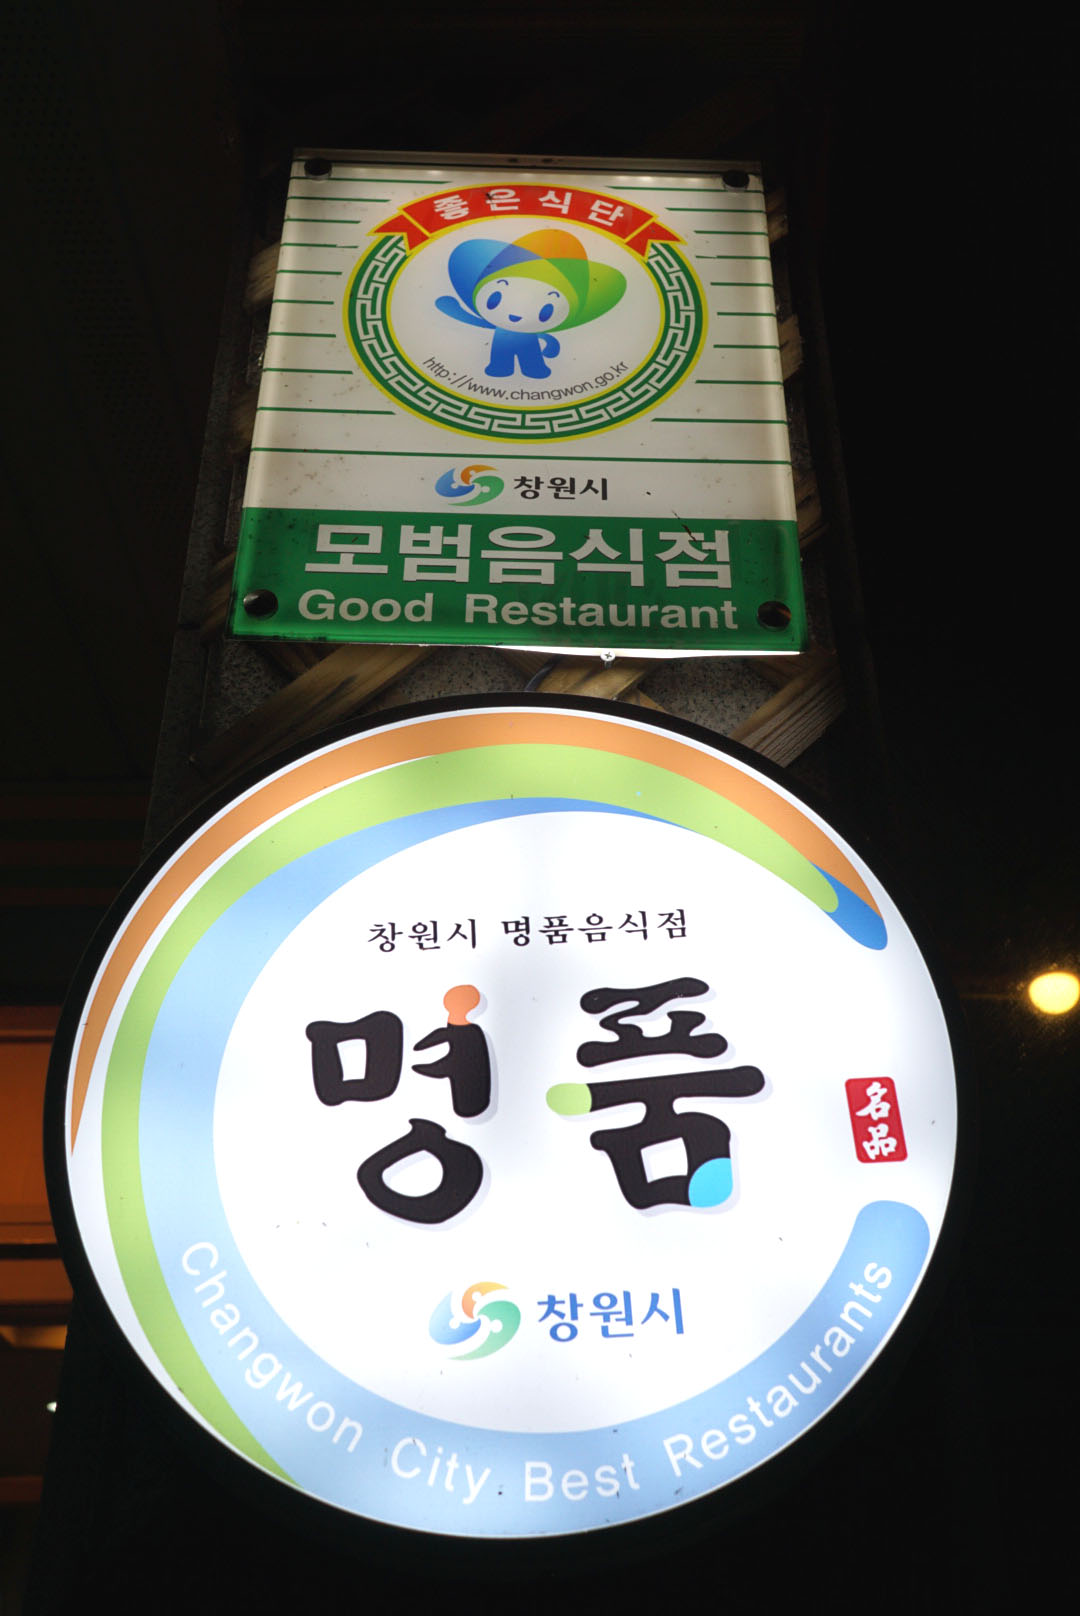 좋은식단
http://www.changwon.go.kr
창원시
모범음식점
Good Restaurant
창원시 명품음식점
명품
名品
창원시
Changwon City Best Restaurants